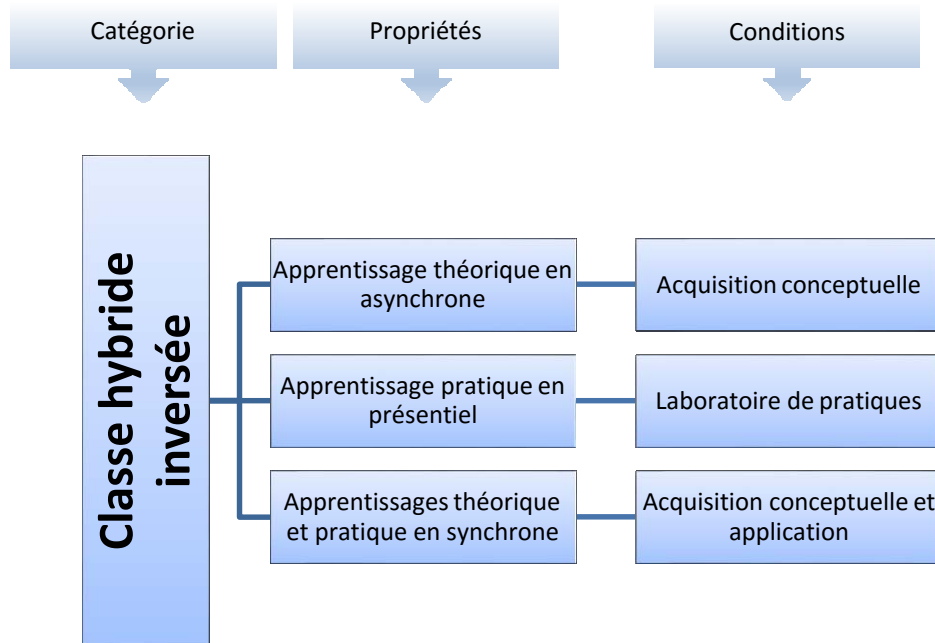 Catégorie
Propriétés
Conditions
Classe hybride
inversée
Apprentissage théorique en
asynchrone
Acquisition conceptuelle
Apprentissage pratique en
présentiel
Laboratoire de pratiques
Apprentissages théorique
et pratique en synchrone
Acquisition conceptuelle et
application